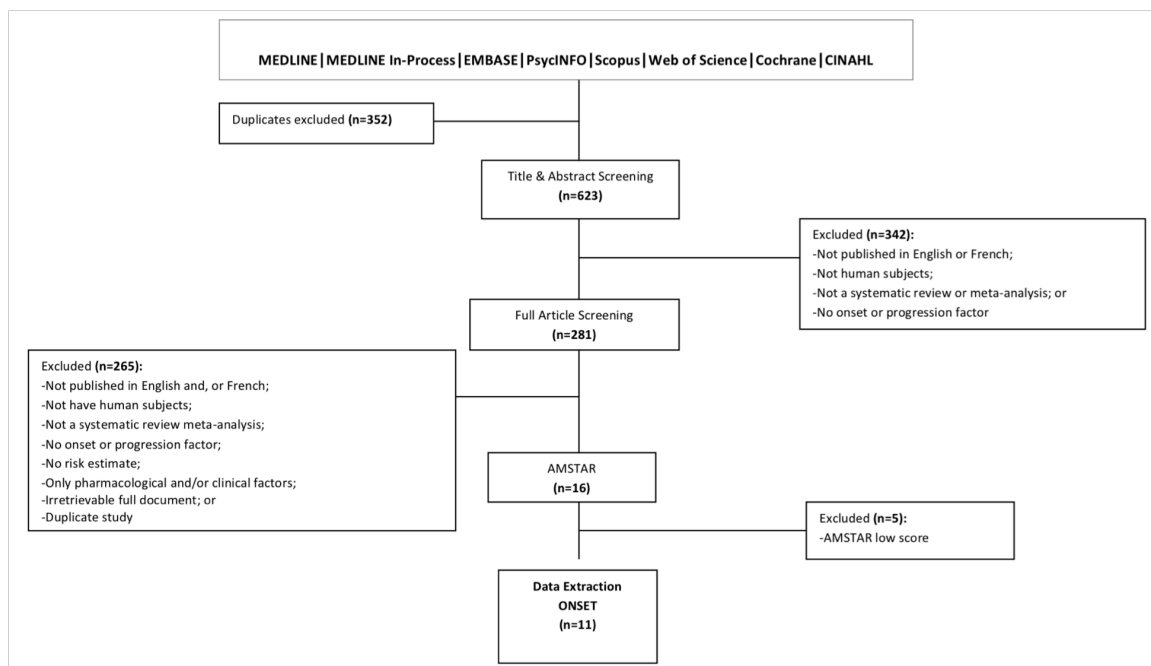 MEDLINE|MEDLINE In-Process|EMBASE|PsycINFO|Scopus|Web of Science|Cochrane|CINAHL
Duplicates excluded (n=352)
Title & Abstract Screening
(n=623)
Excluded (n=342):
-Not published in English or French;
-Not human subjects;
-Not a systematic review or meta-analysis; or
-No onset or progression factor
Full Article Screening
(n=281)
Excluded (n=265):
-Not published in English and, or French;
-Not have human subjects;
-Not a systematic review meta-analysis;
-No onset or progression factor;
-No risk estimate;
-Only pharmacological and/or clinical factors;
-Irretrievable full document; or
-Duplicate study
AMSTAR
(n=16)
Excluded (n=5):
-AMSTAR low score
Data Extraction
ONSET
(n=11)